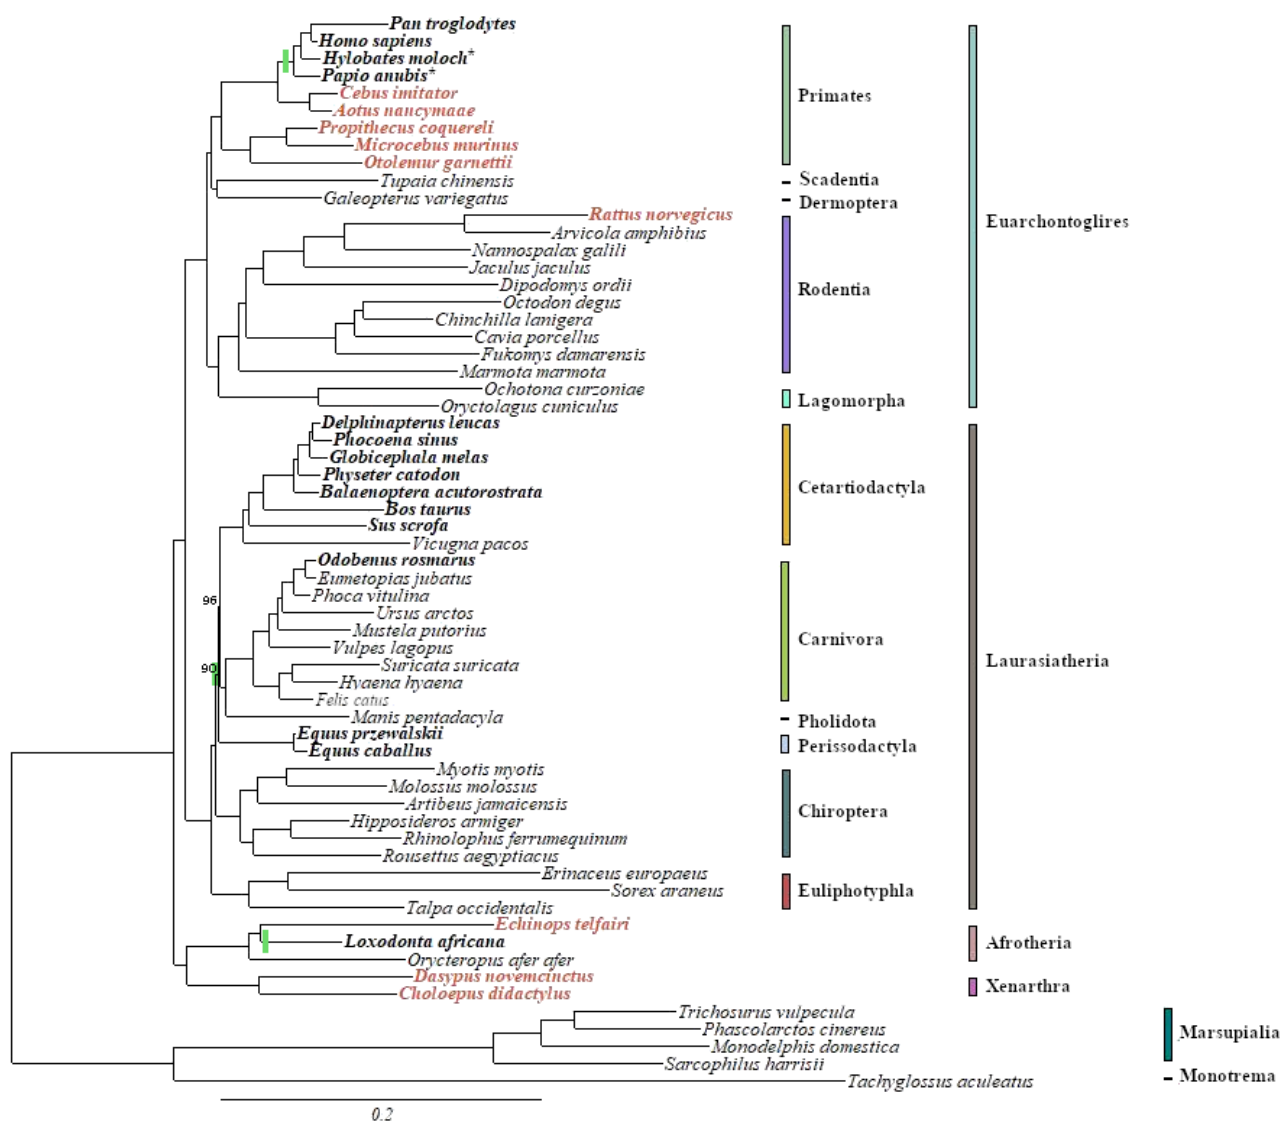 Pan troglodytes
Homo sapiens
Hylobates moloch*
Papio anubis*
Cebus imitator
Aotus nancymaae
Primates
Propithecus coquereli
Microcebus murinus
Otolemur garnettii
Tupaia chinensis
Scadentia
Galeopterus variegatus
Dermoptera
Rattus norvegicus
Euarchontoglires
Arvicola amphibius
Nannospalax galili
Jaculus jaculus
Dipodomys ordii
Rodentia
Octodon degus
Chinchilla lanigera
Cavia porcellus
Fukomys damarensis
Marmota marmota
Ochotona curzoniae
Lagomorpha
Oryctolagus cuniculus
Delphinapterus leucas
Phocoena sinus
Globicephala melas
Physeter catodon
Cetartiodactyla
Balaenoptera acutorostrata
Bos taurus
Sus scrofa
Vicugna pacos
Odobenus rosmarus
Eumetopias jubatus
Phoca vitulina
96
Ursus arctos
Mustela putorius
Carnivora
Vulpes lagopus
Laurasiatheria
Suricata suricata
90
Hyaena hyaena
Felis catus
Manis pentadacyla
Pholidota
Equus przewalskii
Perissodactyla
Equus caballus
Myotis myotis
Molossus molossus
Artibeus jamaicensis
Chiroptera
Hipposideros armiger
Rhinolophus ferrumequinum
Rousettus aegyptiacus
Erinaceus europaeus
Sorex araneus
Euliphotyphla
Talpa occidentalis
Echinops telfairi
Loxodonta africana
Afrotheria
Orycteropus afer afer
Dasypus novemcinctus
Xenarthra
Choloepus didactylus
Trichosurus vulpecula
Phascolarctos cinereus
Marsupialia
Monodelphis domestica
Sarcophilus harrisii
Monotrema
Tachyglossus aculeatus
0.2